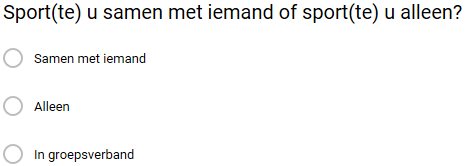 Sport(te) u samen met iemand of sport(te) u alleen?
Samen met iemand
Alleen
In groepsverband